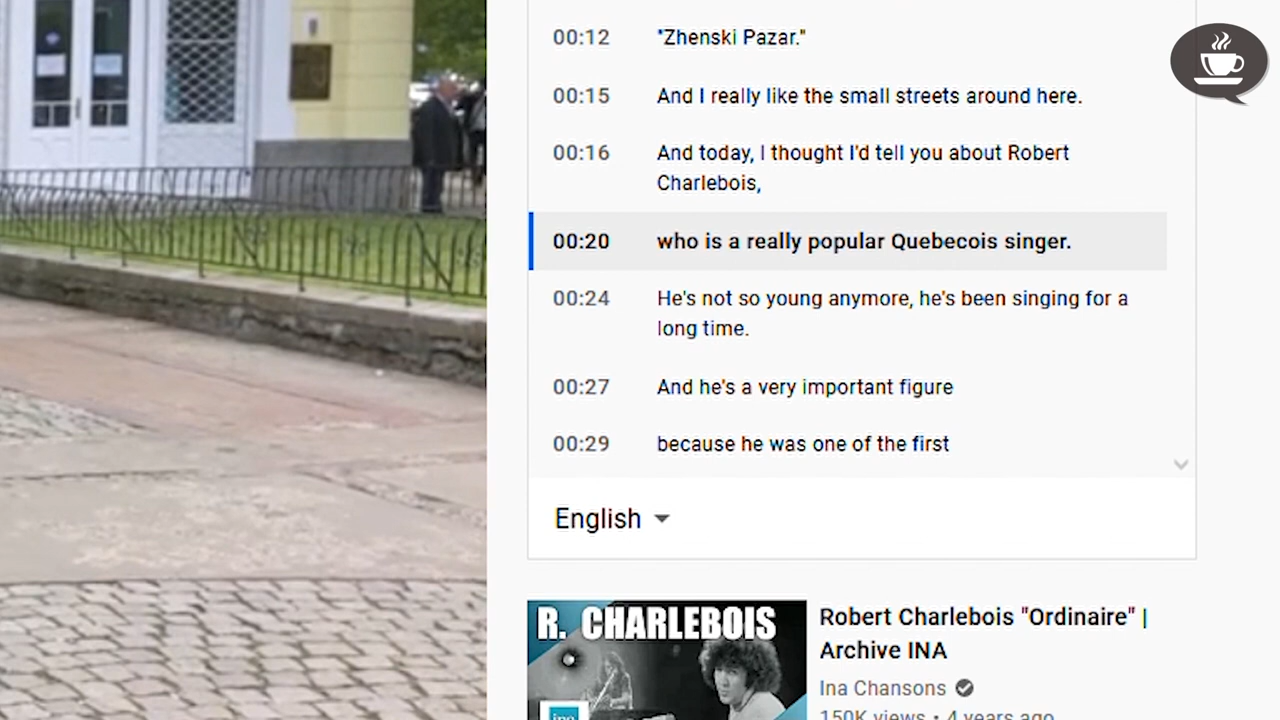 00:12 "Zhenski Pazar."
00:15 And I really like the small streets around here.
00:16 And today, I thought I'd tell you about Robert
Charlebois,
00:20 who is a really popular Quebecois singer.
00:24 He's not so young anymore, he's been singing for a
long time.
00:27 And he's a very important figure
00:29 because he was one of the first
English
R. CHARLEBOIS
ina
Robert Charlebois "Ordinaire" |
Archive INA
Ina Chansons
150K views • 4 years ago